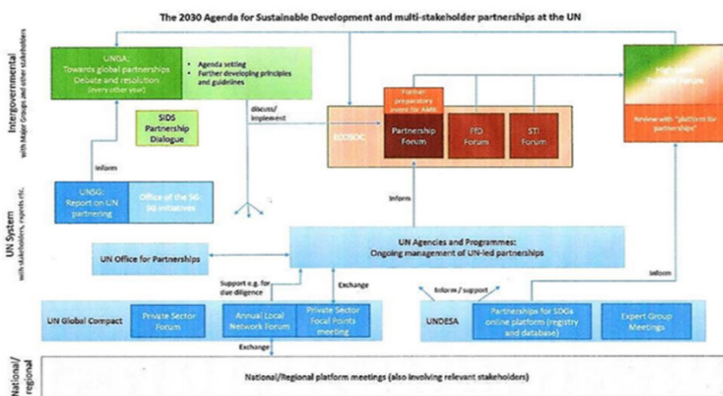 The 2030 Agenda for Sustainable Development and multi-stakeholder partnerships at the UN
Intergovernmental
with Major Groups and other stakeholders
UNGA:
Towards global partnerships
Debate and resolution
(every other year)
• Agenda setting
• Further developing principles
and guidelines
SIDS
Partnership
Dialogue
discuss/
implement
Further
preparatory
event for AMR
ECOSOC
Partnership
Forum
FfD
Forum
STI
Forum
High-Level
Political Forum
Review with "platform for
partnerships"
Inform
UN System
with stakeholders, experts etc.
UNSG:
Report on UN
partnering
Office of the SG-
SG initiatives
Inform
UN Office for Partnerships
UN Agencies and Programmes:
Ongoing management of UN-led partnerships
Support e.g. for
due diligence
Exchange
Inform / support
Inform
UN Global Compact
Private Sector
Forum
Annual Local
Network Forum
Private Sector
Focal Points
meeting
UNDESA
Partnerships for SDGs
online platform (registry
and database)
Expert Group
Meetings
Exchange
National/
regional
National/Regional platform meetings (also involving relevant stakeholders)